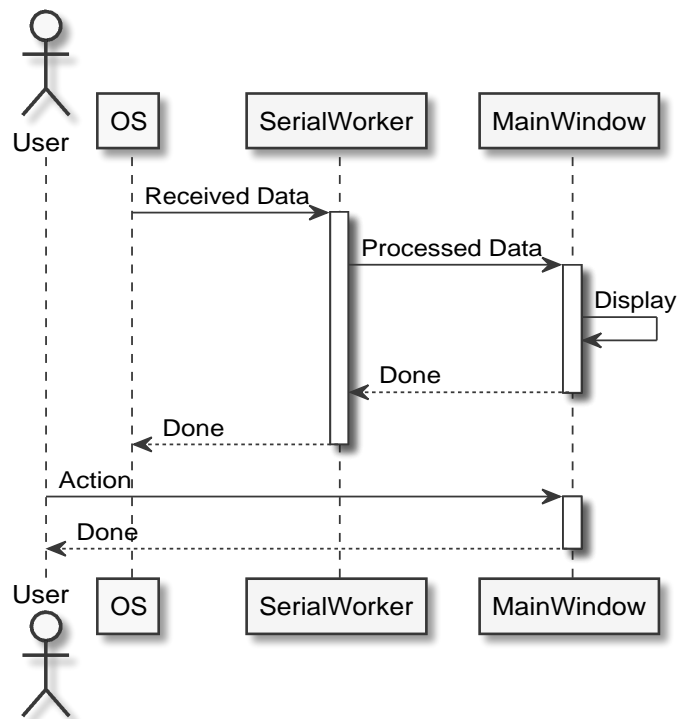 User
OS
SerialWorker
MainWindow
Received Data
Processed Data
Display
Done
Done
Action
Done
User
OS
SerialWorker
MainWindow